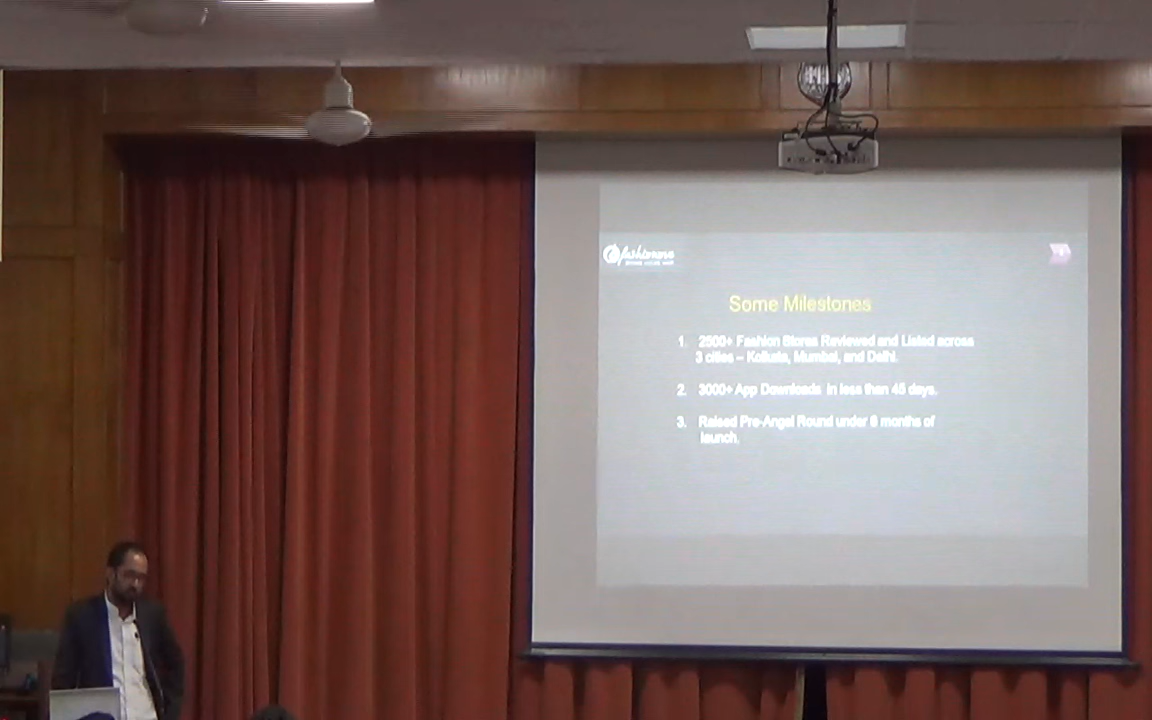 Some Milestones
1. 2500+ Fashion Stores Reviewed and Listed across
3 cities – Kolkata, Mumbai, and Delhi.
2. 3000+ App Downloads in less than 45 days.
3. Raised Pre-Angel Round under 6 months of
launch.